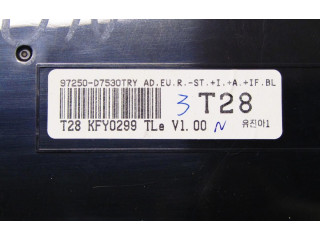 97250-D7530TRY AD.EU.R.-ST.+I.+A.+IF.BL
3 T28
T28 KFY0299 TLe V1.00 N 유진아1